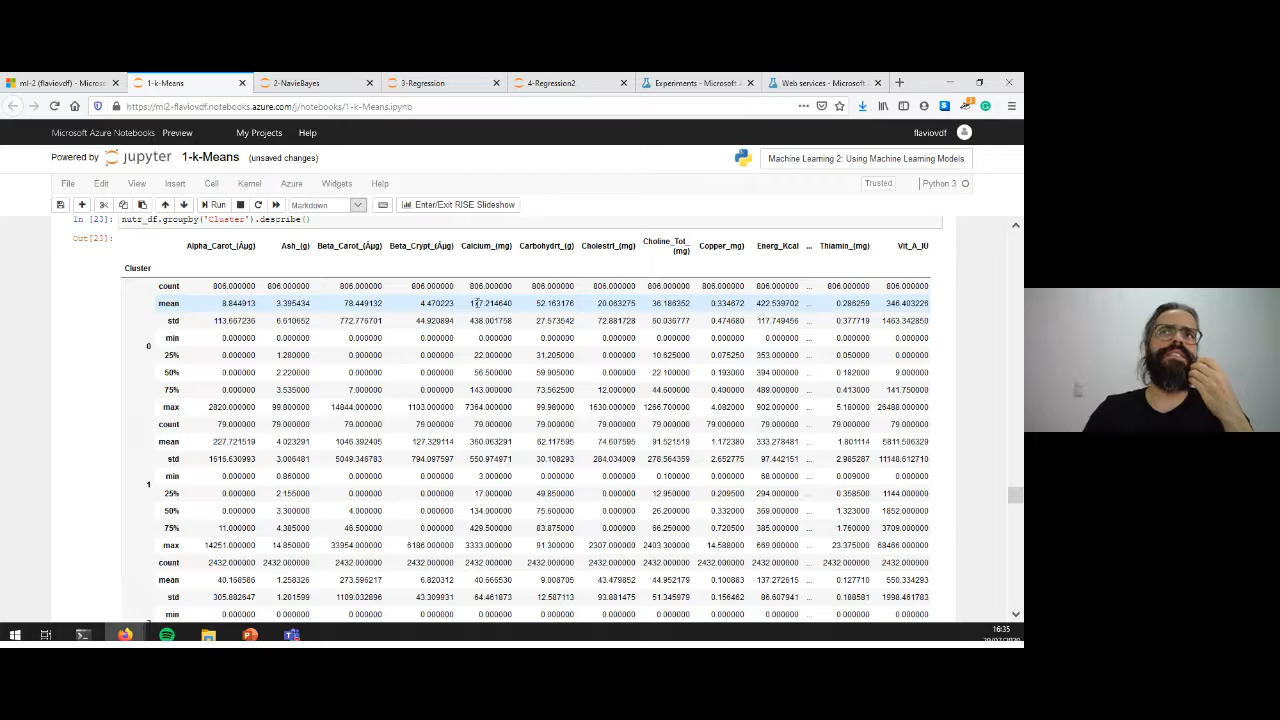 ml-2 (flaviovdf) - Microso
1-k-Means
2-NavieBayes
3-Regression
4-Regression2
Experiments - Microsoft A
Web services - Microsoft
https://ml2-flaviovdf.notebooks.azure.com/j/notebooks/1-k-Means.ipynb
Microsoft Azure Notebooks Preview My Projects Help flaviovdf
Powered by jupyter 1-k-Means (unsaved changes) Machine Learning 2: Using Machine Learning Models
File Edit View Insert Cell Kernel Azure Widgets Help Trusted Python 3
Run Markdown Enter/Exit RISE Slideshow
In [23]: nutr_df.groupby('Cluster').describe()
Out[23]:
Alpha_Carot_(Âµg) Ash_(g) Beta_Carot_(Âµg) Beta_Crypt_(Âµg) Calcium_(mg) Carbohydrt_(g) Cholestrl_(mg) Choline_Tot_ (mg) Copper_mg) Energ_Kcal ... Thiamin_(mg) Vit_A_IU
Cluster
count 806.000000 806.000000 806.000000 806.000000 806.000000 806.000000 806.000000 806.000000 806.000000 806.000000 ... 806.000000 806.000000
mean 8.844913 3.395434 78.449132 4.470223 52.163176 20.063275 36.186352 0.334672 422.539702 ... 0.286259 346.403226
std 113.667236 6.610652 772.776701 44.920894 438.001758 27.573542 72.881728 60.036777 0.474680 117.749456 ... 0.377719 1463.342850
min 0.000000 0.000000 0.000000 0.000000 0.000000 0.000000 0.000000 0.000000 0.000000 0.000000 ... 0.000000 0.000000
0
25% 0.000000 1.280000 0.000000 0.000000 22.000000 31.205000 0.000000 10.625000 0.075250 353.000000 ... 0.050000 0.000000
50% 0.000000 2.220000 0.000000 0.000000 56.500000 59.905000 0.000000 22.100000 0.193000 394.000000 ... 0.182000 9.000000
75% 0.000000 3.535000 7.000000 0.000000 143.000000 73.562500 12.000000 44.600000 0.400000 489.000000 ... 0.413000 141.750000
max 2820.000000 99.800000 14844.000000 1103.000000 7364.000000 99.980000 1630.000000 1266.700000 4.082000 902.000000 ... 5.180000 26488.000000
count 79.000000 79.000000 79.000000 79.000000 79.000000 79.000000 79.000000 79.000000 79.000000 79.000000 ... 79.000000 79.000000
mean 227.721519 4.023291 1046.392405 127.329114 360.063291 62.117595 74.607595 91.521519 1.172380 333.278481 ... 1.801114 5811.506329
std 1616.630993 3.006481 5049.346783 794.097597 550.974971 30.108293 284.034009 278.564359 2.652775 97.442151 ... 2.985287 11148.612710
min 0.000000 0.860000 0.000000 0.000000 3.000000 0.000000 0.000000 0.100000 0.000000 68.000000 ... 0.009000 0.000000
1
25% 0.000000 2.155000 0.000000 0.000000 17.000000 49.850000 0.000000 12.950000 0.209500 294.000000 ... 0.358500 1144.000000
50% 0.000000 3.300000 4.000000 0.000000 134.000000 75.600000 0.000000 26.200000 0.332000 369.000000 ... 1.323000 1852.000000
75% 11.000000 4.385000 46.500000 0.000000 429.500000 83.875000 0.000000 66.250000 0.720500 385.000000 ... 1.760000 3709.000000
max 14251.000000 14.850000 33954.000000 6186.000000 3333.000000 91.300000 2307.000000 2403.300000 14.588000 669.000000 ... 23.375000 68466.000000
count 2432.000000 2432.000000 2432.000000 2432.000000 2432.000000 2432.000000 2432.000000 2432.000000 2432.000000 2432.000000 ... 2432.000000 2432.000000
mean 40.168586 1.258326 273.596217 6.820312 40.666530 9.008705 43.479852 44.952179 0.100883 137.272615 ... 0.127710 550.334293
std 305.882647 1.201599 1109.032896 43.309931 64.461873 12.587113 93.881475 51.345979 0.156462 86.607941 ... 0.188581 1998.461783
min 0.000000 0.000000 0.000000 0.000000 0.000000 0.000000 0.000000 0.000000 0.000000 0.000000 ... 0.000000 0.000000
16:35